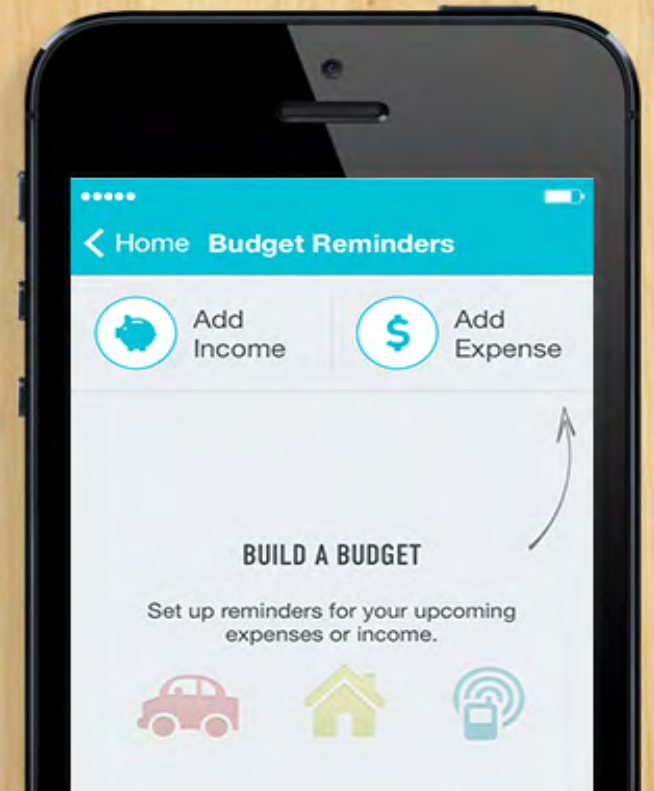 Home Budget Reminders
Add
Income
Add
Expense
$
BUILD A BUDGET
Set up reminders for your upcoming
expenses or income.